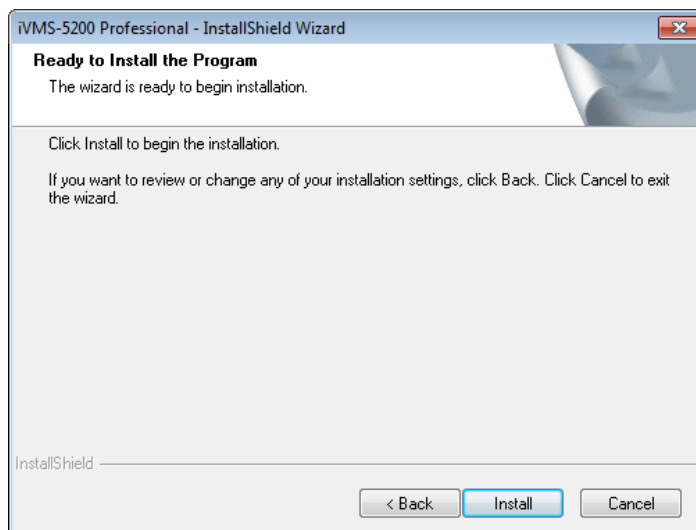 iVMS-5200 Professional - InstallShield Wizard
Ready to Install the Program
The wizard is ready to begin installation.
Click Install to begin the installation.
If you want to review or change any of your installation settings, click Back. Click Cancel to exit
the wizard.
InstallShield
< Back
Install
Cancel